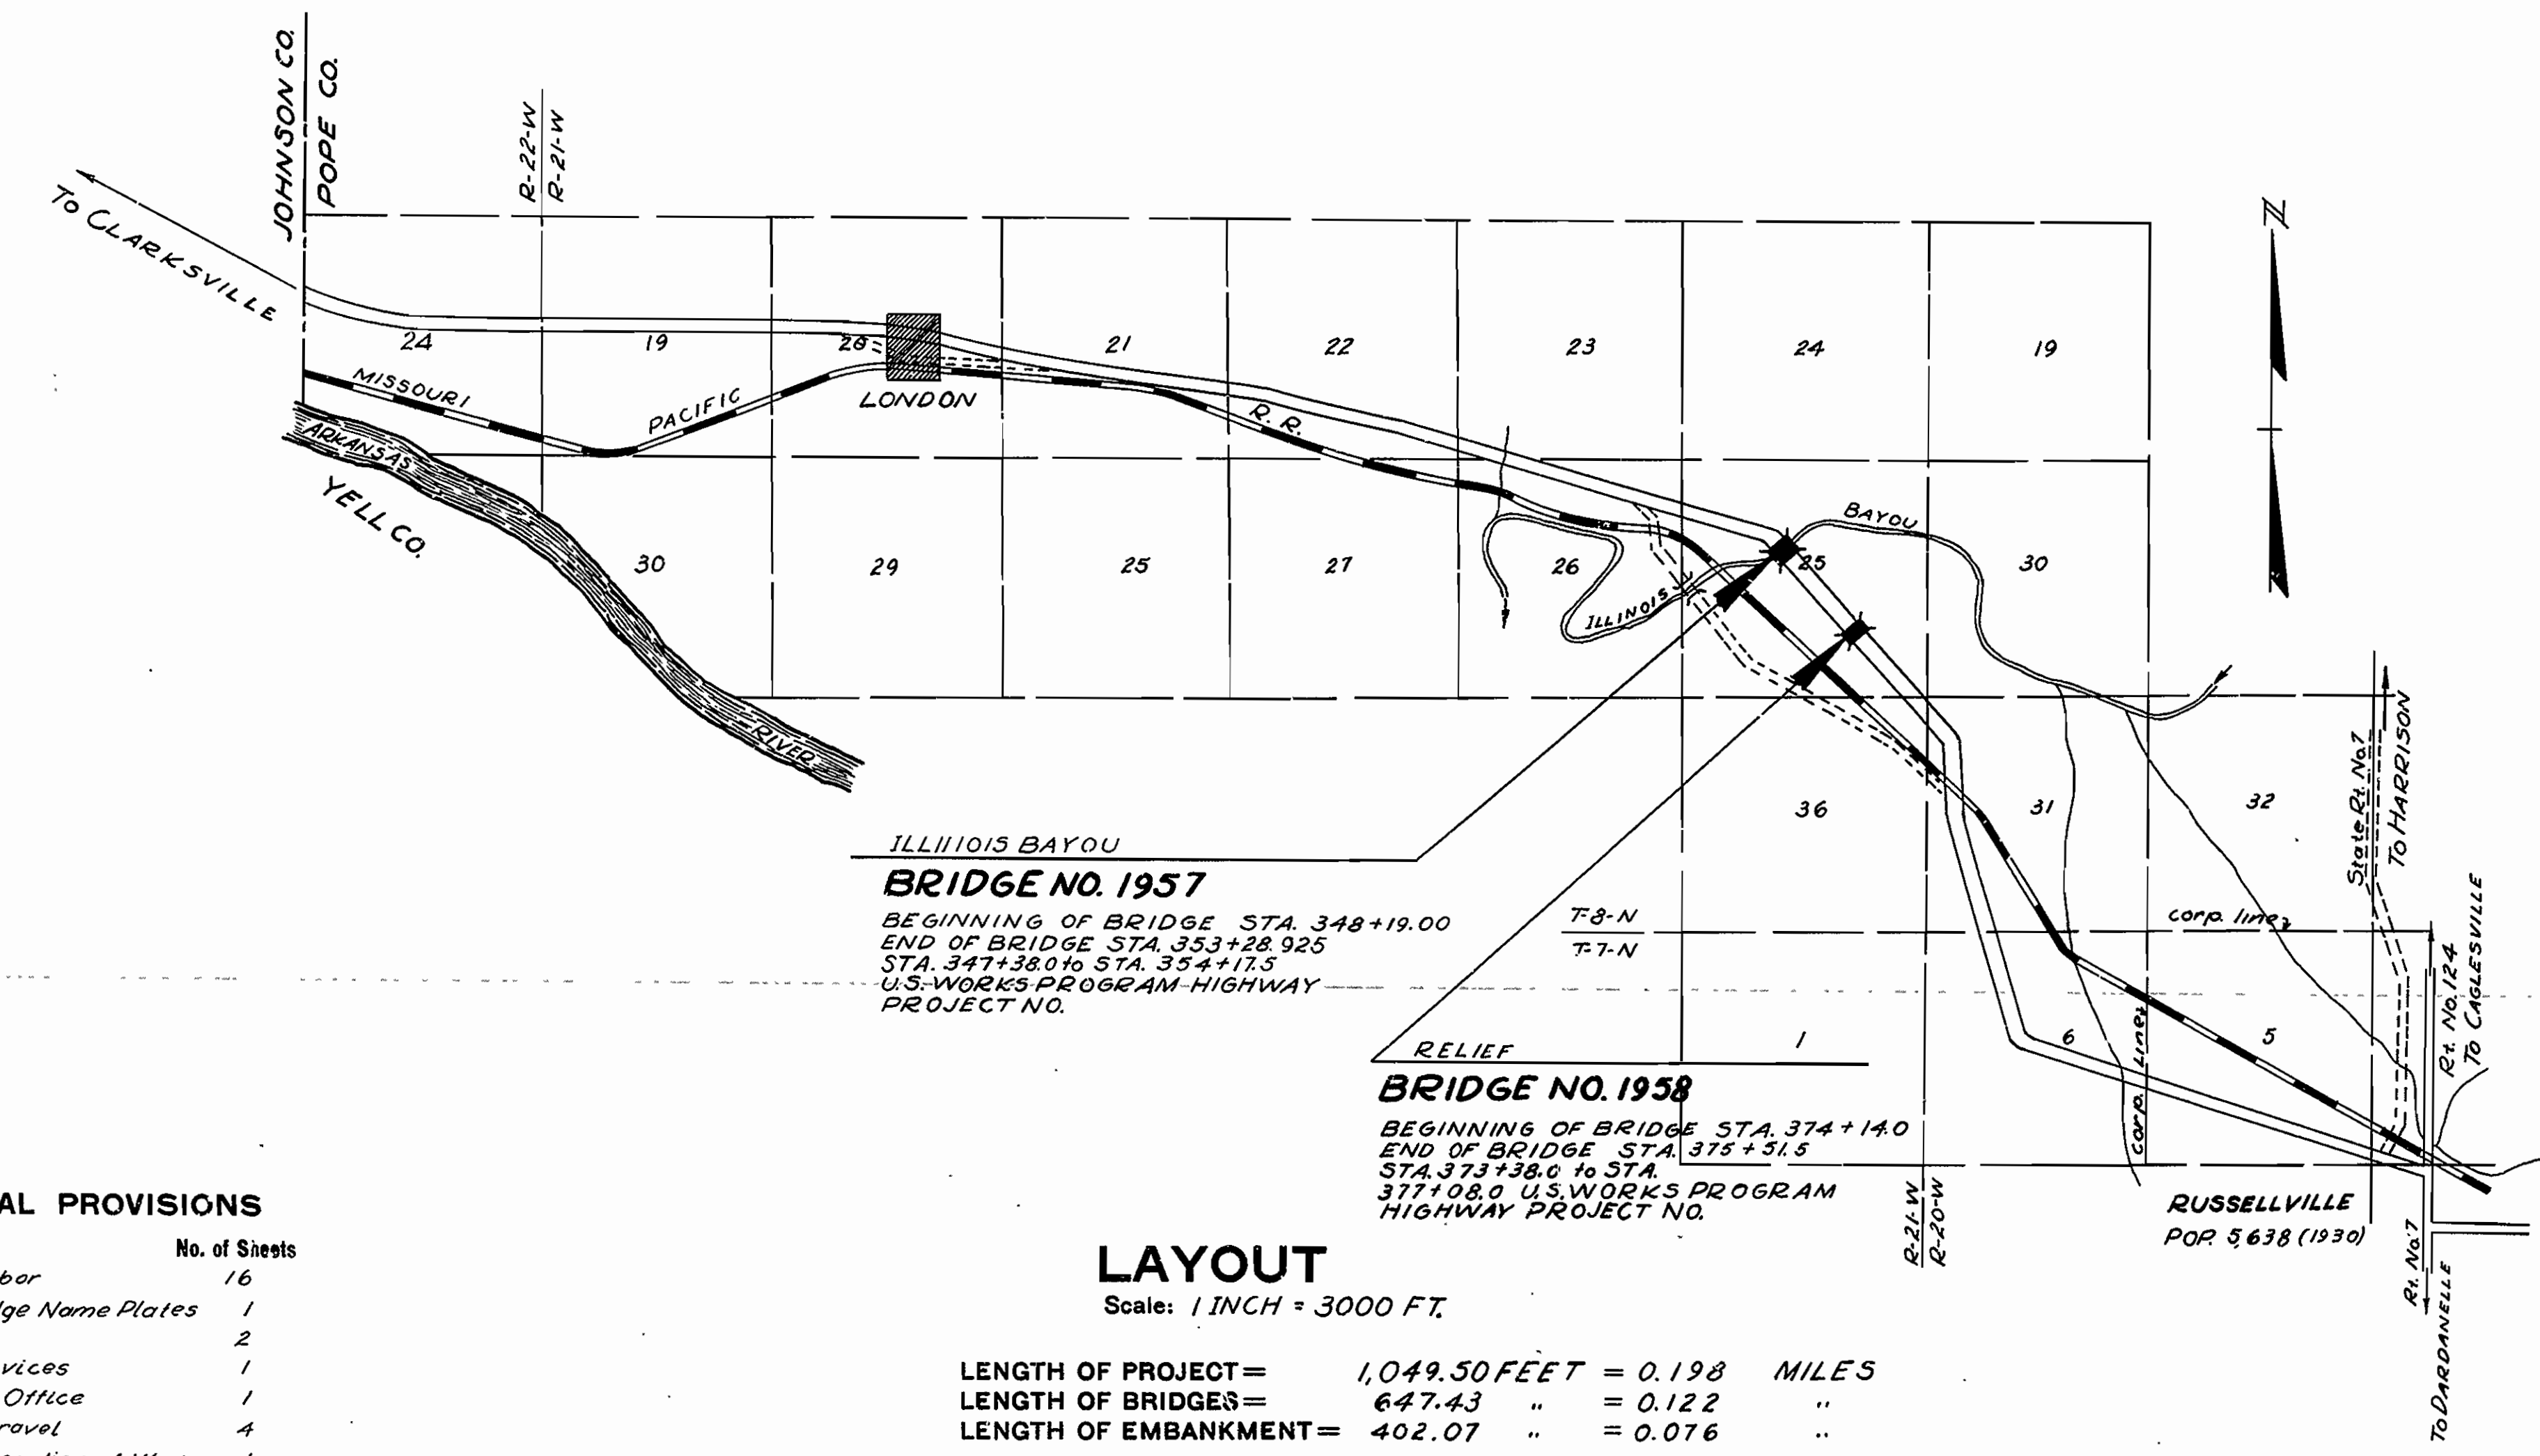 JOHNSON CO.
POPE CO.
R-22-W
R-21-W
To CLARKSVILLE
N
24
19
20
21
22
23
24
19
MISSOURI PACIFIC R. R.
LONDON
ARKANSAS RIVER
YELL CO.
30
29
25
27
26
25
30
BAYOU
ILLINOIS
36
31
32
State Rt. No. 7
To HARRISON
ILLINOIS BAYOU
BRIDGE NO. 1957
BEGINNING OF BRIDGE STA. 348+19.00
END OF BRIDGE STA. 353+28.925
STA. 347+38.0 to STA. 354+17.5
U.S. WORKS PROGRAM HIGHWAY
PROJECT NO.
T-8-N
T-7-N
corp. line
Rt. No. 124
To CAGLESVILLE
1
6
5
corp. Line
RELIEF
BRIDGE NO. 1958
BEGINNING OF BRIDGE STA. 374+14.0
END OF BRIDGE STA. 375+51.5
STA. 373+38.0 to STA.
377+08.0 U.S. WORKS PROGRAM
HIGHWAY PROJECT NO.
R-21-W
R-20-W
RUSSELLVILLE
POP. 5,638 (1930)
Rt. No. 7
To DARDANELLE
AL PROVISIONS
No. of Sheets
bor 16
ge Name Plates 1
2
vices 1
Office 1
ravel 4
LAYOUT
Scale: 1 INCH = 3000 FT.
LENGTH OF PROJECT = 1,049.50 FEET = 0.198 MILES
LENGTH OF BRIDGES = 647.43 " = 0.122 "
LENGTH OF EMBANKMENT = 402.07 " = 0.076 "